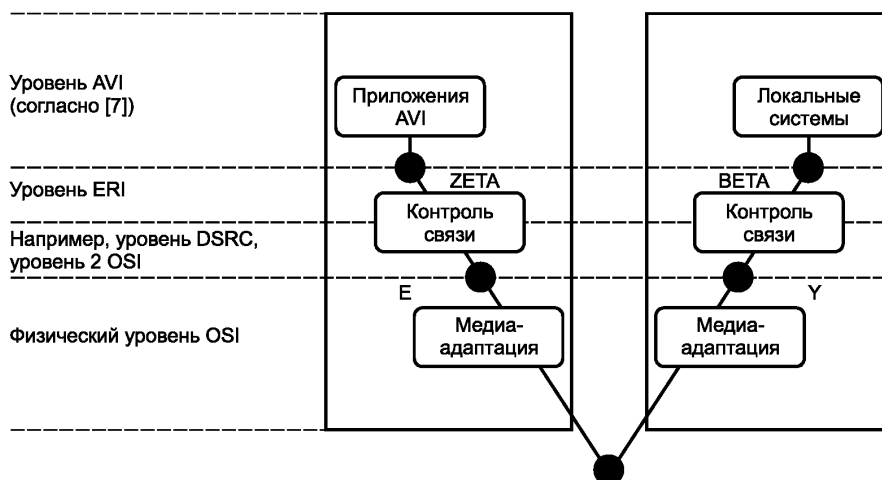 Уровень AVI
(согласно [7])
Приложения
AVI
Локальные
системы
ZETA
BETA
Уровень ERI
Контроль
связи
Контроль
связи
Например, уровень DSRC,
уровень 2 OSI
E
Y
Физический уровень OSI
Медиа-
адаптация
Медиа-
адаптация